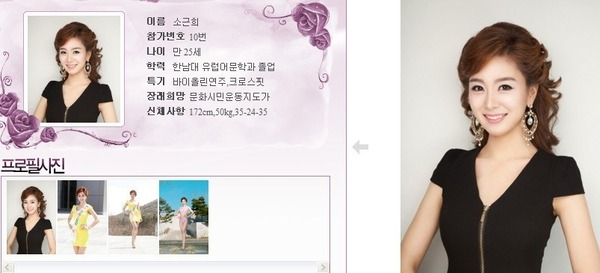 이름 소근희
참가번호 10번
나이 만 25세
학력 한남대 유럽어문학과 졸업
특기 바이올린연주,크로스핏
장래희망 문화시민운동지도가
신체사항 172cm,50kg,35-24-35
프로필사진